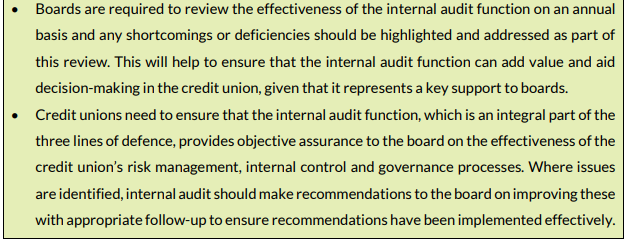 • Boards are required to review the effectiveness of the internal audit function on an annual
basis and any shortcomings or deficiencies should be highlighted and addressed as part of
this review. This will help to ensure that the internal audit function can add value and aid
decision-making in the credit union, given that it represents a key support to boards.
• Credit unions need to ensure that the internal audit function, which is an integral part of the
three lines of defence, provides objective assurance to the board on the effectiveness of the
credit union’s risk management, internal control and governance processes. Where issues
are identified, internal audit should make recommendations to the board on improving these
with appropriate follow-up to ensure recommendations have been implemented effectively.